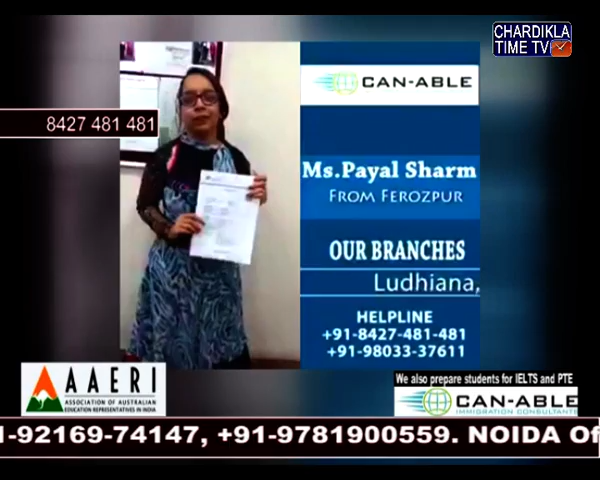 CHARDIKLA
TIME TV
CAN-ABLE
8427 481 481
Ms.Payal Sharm
FROM FEROZPUR
OUR BRANCHES
Ludhiana,
HELPLINE
+91-8427-481-481
+91-98033-37611
AAERI
ASSOCIATION OF AUSTRALIAN
EDUCATION REPRESENTATIVES IN INDIA
We also prepare students for IELTS and PTE
CAN-ABLE
IMMIGRATION CONSULTANTS
1-92169-74147, +91-9781900559. NOIDA Of